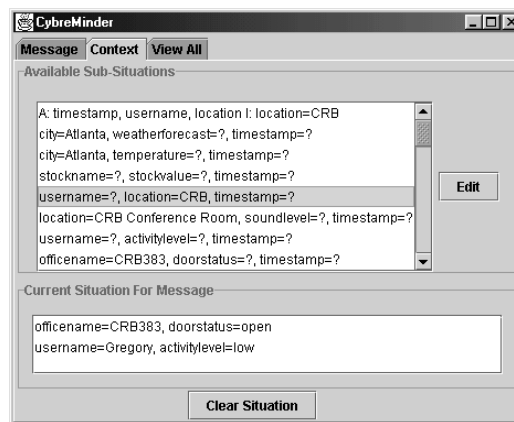 CybreMinder
Message Context View All
Available Sub-Situations
A: timestamp, username, location I: location=CRB
city=Atlanta, weatherforecast=?, timestamp=?
city=Atlanta, temperature=?, timestamp=?
stockname=?, stockvalue=?, timestamp=?
username=?, location=CRB, timestamp=?
location=CRB Conference Room, soundlevel=?, timestamp=?
username=?, activitylevel=?, timestamp=?
officename=CRB383, doorstatus=?, timestamp=?
Edit
Current Situation For Message
officename=CRB383, doorstatus=open
username=Gregory, activitylevel=low
Clear Situation